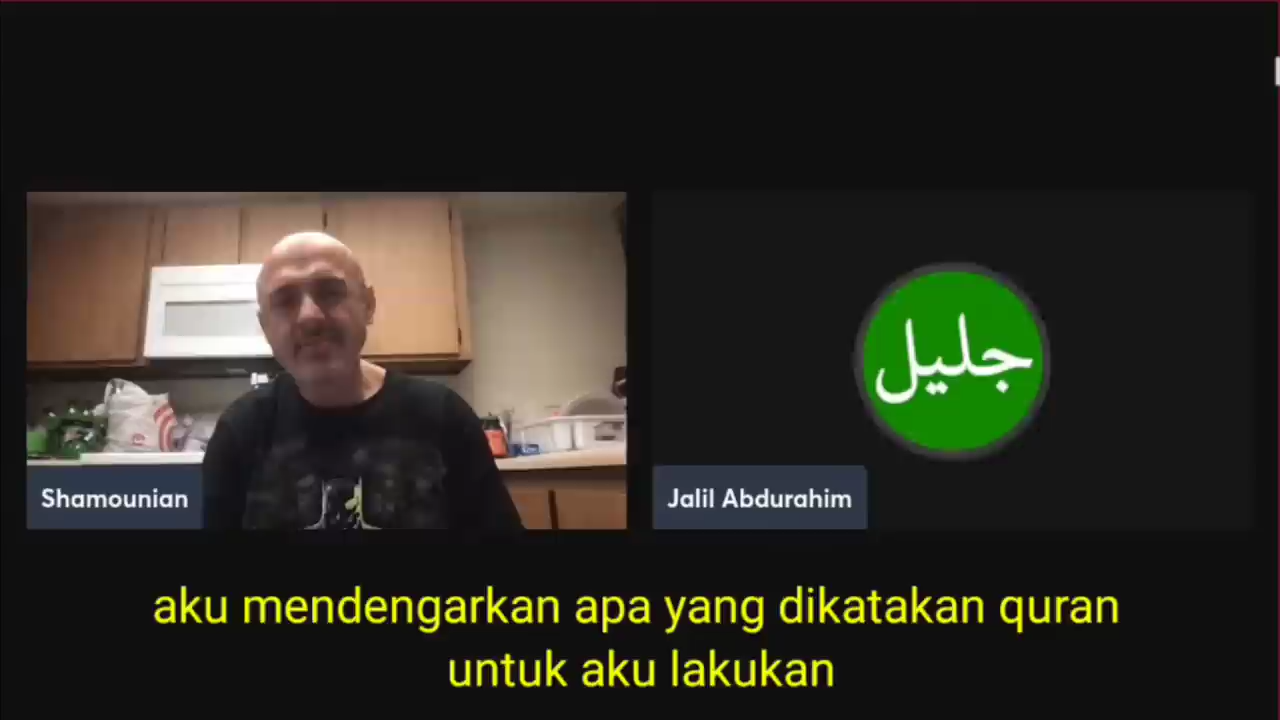 جليل
Shamounian
Jalil Abdurahim
aku mendengarkan apa yang dikatakan quran
untuk aku lakukan